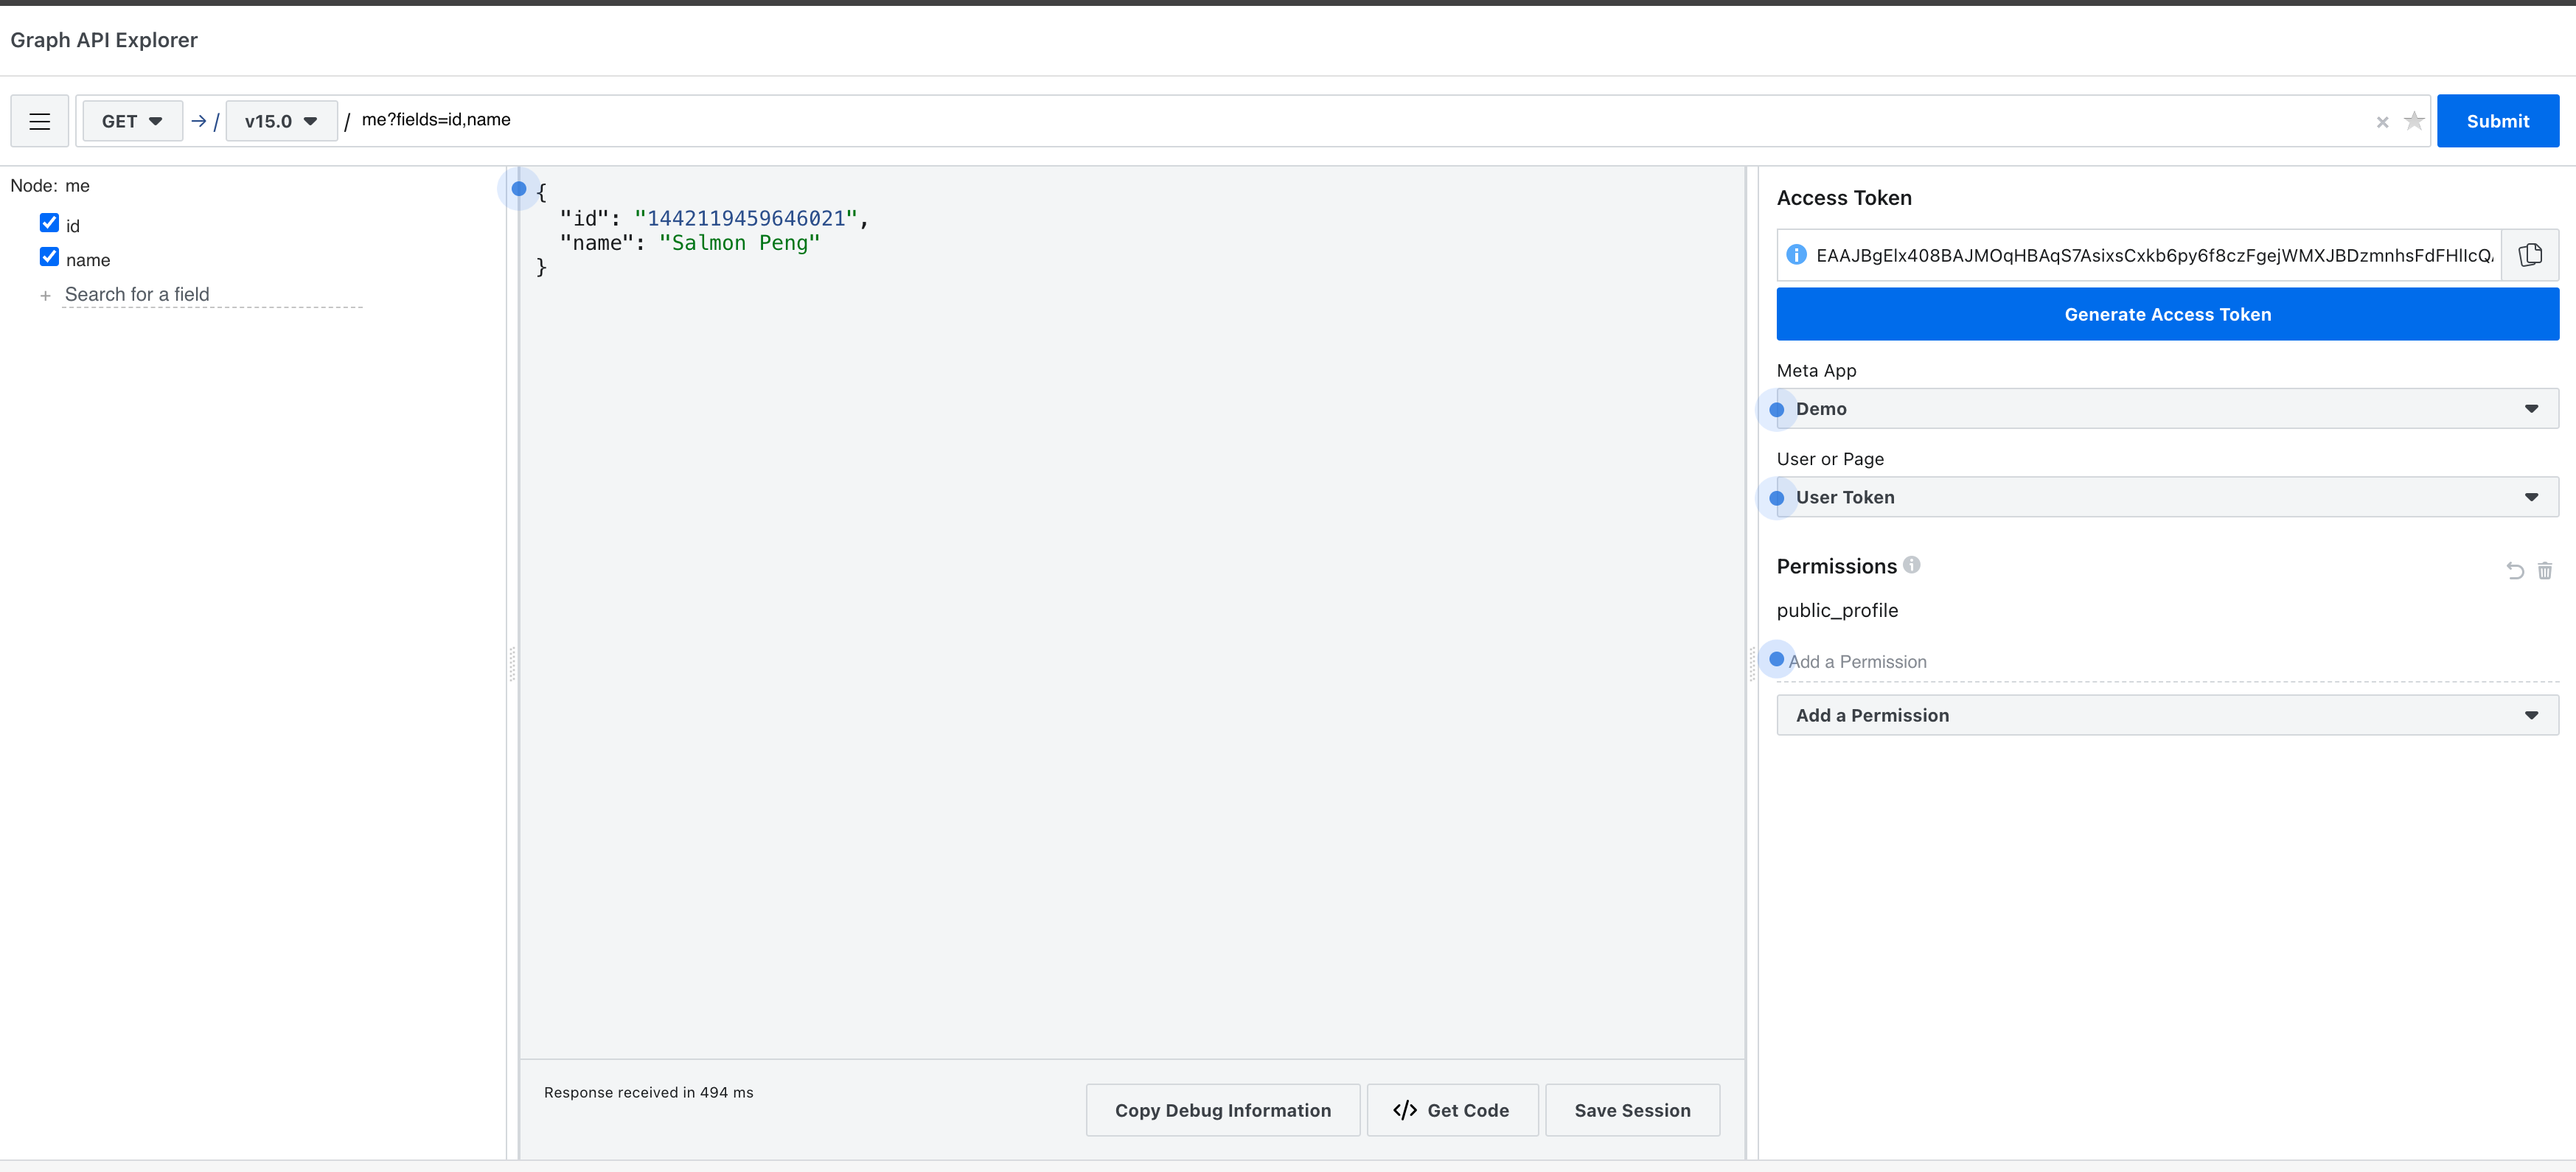 Graph API Explorer
GET → / v15.0 / me?fields=id,name
Submit
Node: me
id
name
+ Search for a field
{
"id": "1442119459646021",
"name": "Salmon Peng"
}
Response received in 494 ms
Copy Debug Information
</> Get Code
Save Session
Access Token
Generate Access Token
Meta App
Demo
User or Page
User Token
Permissions
public_profile
Add a Permission
Add a Permission